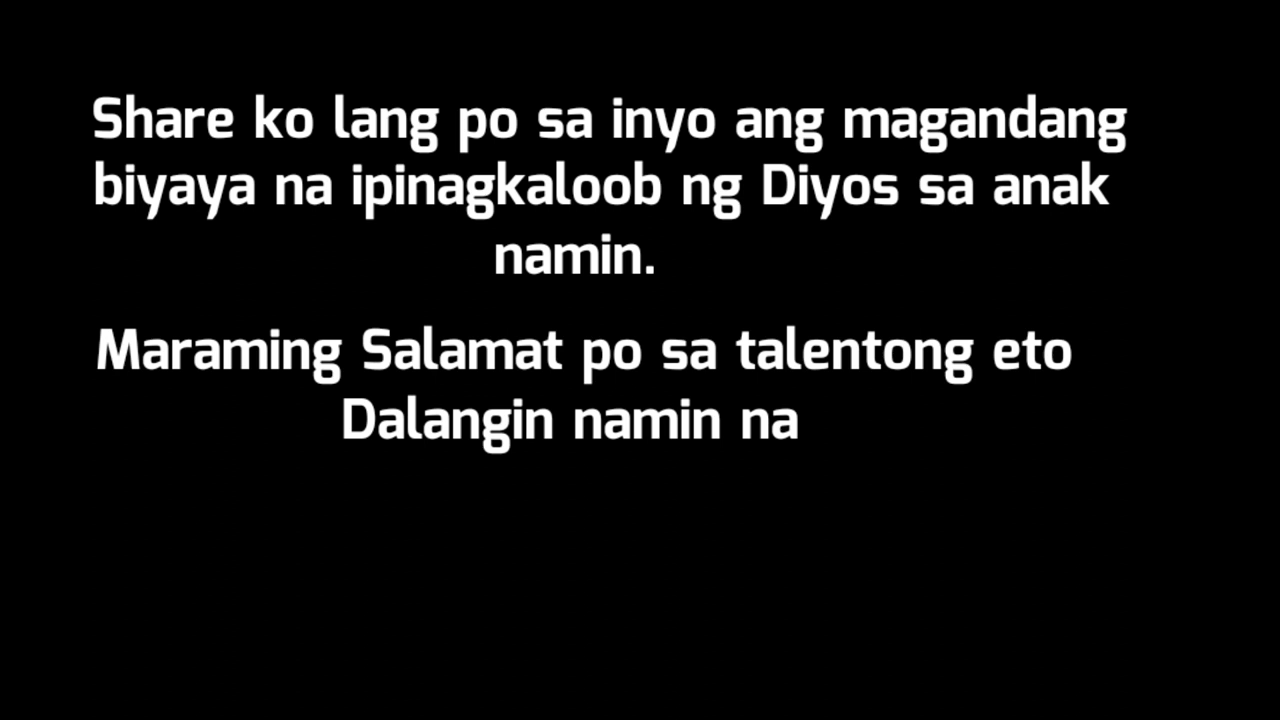 Share ko lang po sa inyo ang magandang
biyaya na ipinagkaloob ng Diyos sa anak
namin.
Maraming Salamat po sa talentong eto
Dalangin namin na